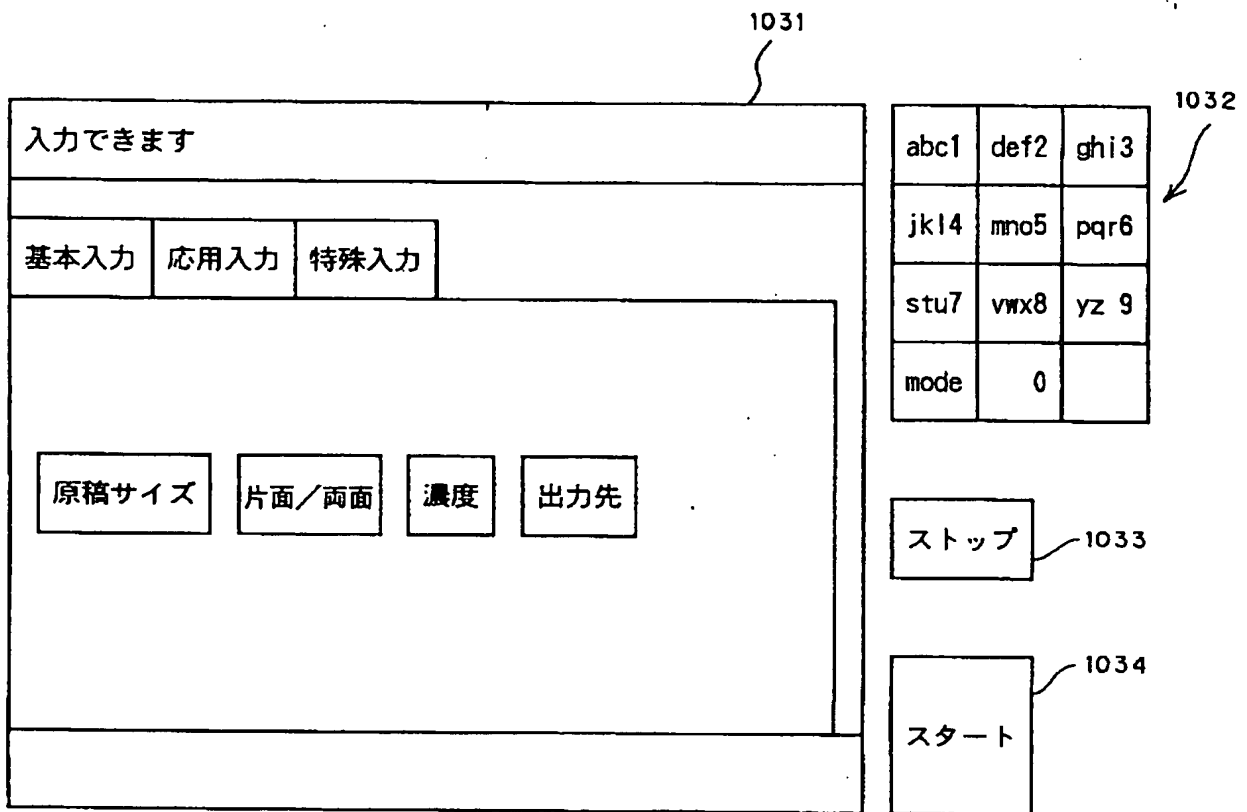 1031
入力できます
基本入力 応用入力 特殊入力
原稿サイズ 片面／両面 濃度 出力先
1032
abc1 def2 ghi3
jkl4 mno5 pqr6
stu7 vwx8 yz 9
mode 0
ストップ 1033
スタート 1034